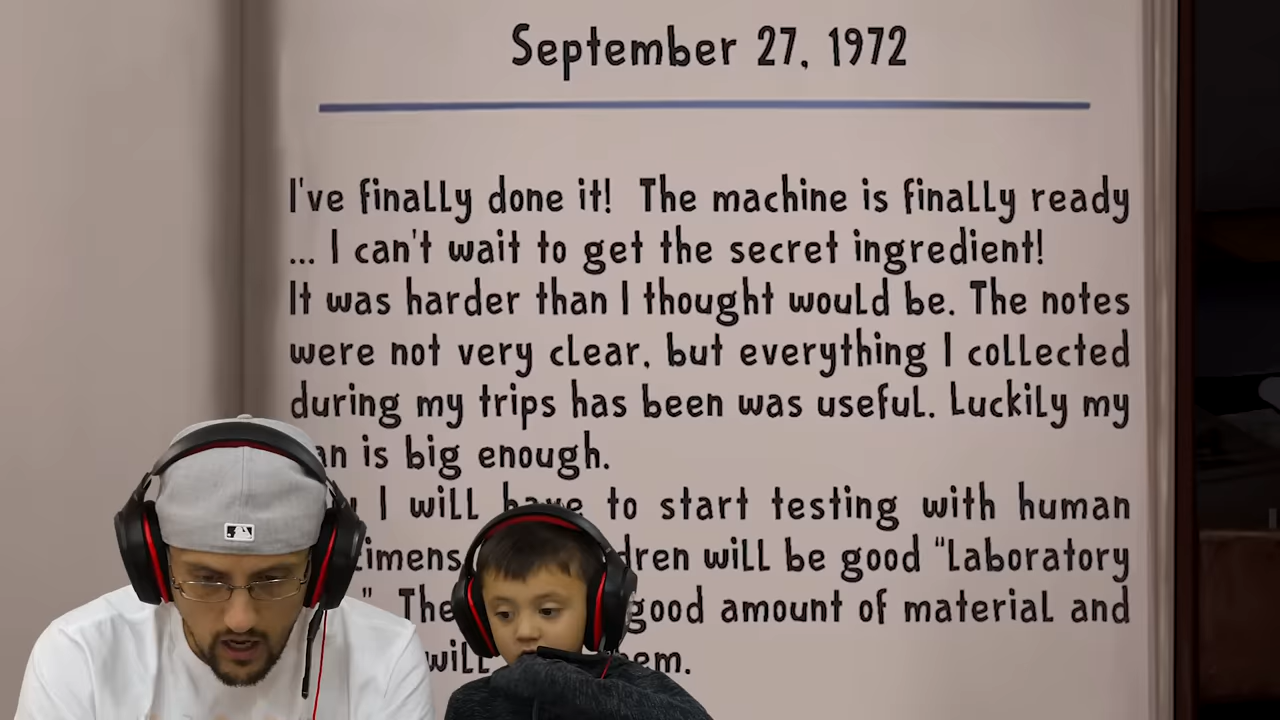 September 27, 1972
I've finally done it! The machine is finally ready
... I can't wait to get the secret ingredient!
It was harder than I thought would be. The notes
were not very clear, but everything I collected
during my trips has been was useful. Luckily my
is big enough.
I will have to start testing with human
will be good "Laboratory
good amount of material and
will